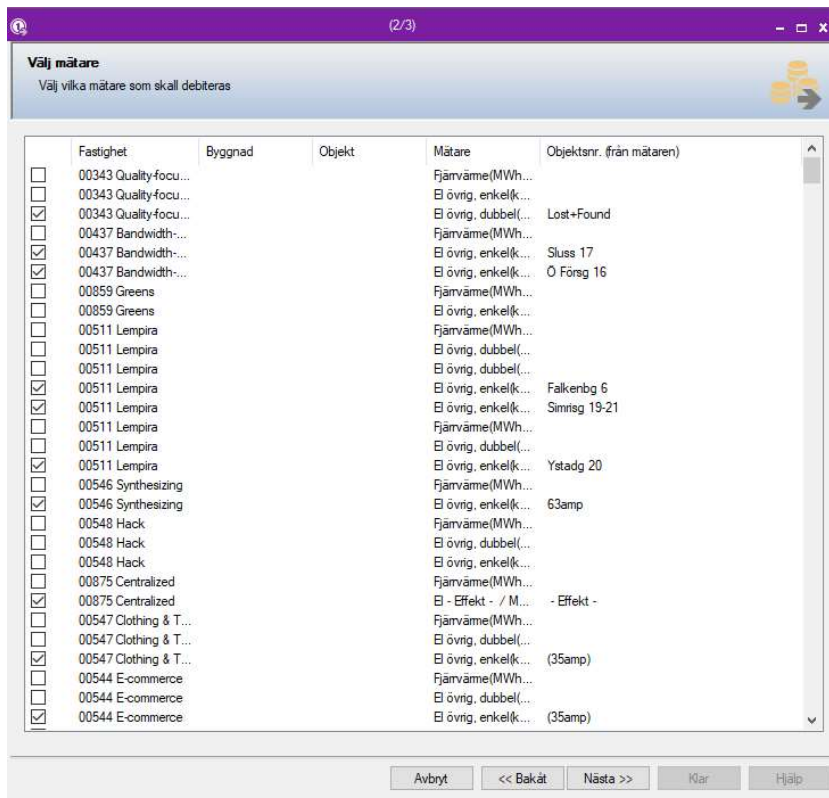 (2/3)
Välj mätare
Välj vilka mätare som skall debiteras
Fastighet Byggnad Objekt Mätare Objektsnr. (från mätaren)
00343 Quality-focu... Fjärrvärme(MWh...
00343 Quality-focu... El övrig, enkel(k...
00343 Quality-focu... El övrig, dubbel(... Lost+Found
00437 Bandwidth-... Fjärrvärme(MWh...
00437 Bandwidth-... El övrig, enkel(k... Sluss 17
00437 Bandwidth-... El övrig, enkel(k... Ö Försg 16
00859 Greens Fjärrvärme(MWh...
00859 Greens El övrig, enkel(k...
00511 Lempira Fjärrvärme(MWh...
00511 Lempira El övrig, dubbel(...
00511 Lempira El övrig, dubbel(...
00511 Lempira El övrig, enkel(k... Falkenbg 6
00511 Lempira El övrig, enkel(k... Simrisg 19-21
00511 Lempira Fjärrvärme(MWh...
00511 Lempira El övrig, dubbel(...
00511 Lempira El övrig, enkel(k... Ystadg 20
00546 Synthesizing Fjärrvärme(MWh...
00546 Synthesizing El övrig, enkel(k... 63amp
00548 Hack Fjärrvärme(MWh...
00548 Hack El övrig, dubbel(...
00548 Hack El övrig, enkel(k...
00875 Centralized Fjärrvärme(MWh...
00875 Centralized El - Effekt - / M... - Effekt -
00547 Clothing & T... Fjärrvärme(MWh...
00547 Clothing & T... El övrig, dubbel(...
00547 Clothing & T... El övrig, enkel(k... (35amp)
00544 E-commerce Fjärrvärme(MWh...
00544 E-commerce El övrig, dubbel(...
00544 E-commerce El övrig, enkel(k... (35amp)
Avbryt << Bakåt Nästa >> Klar Hjälp